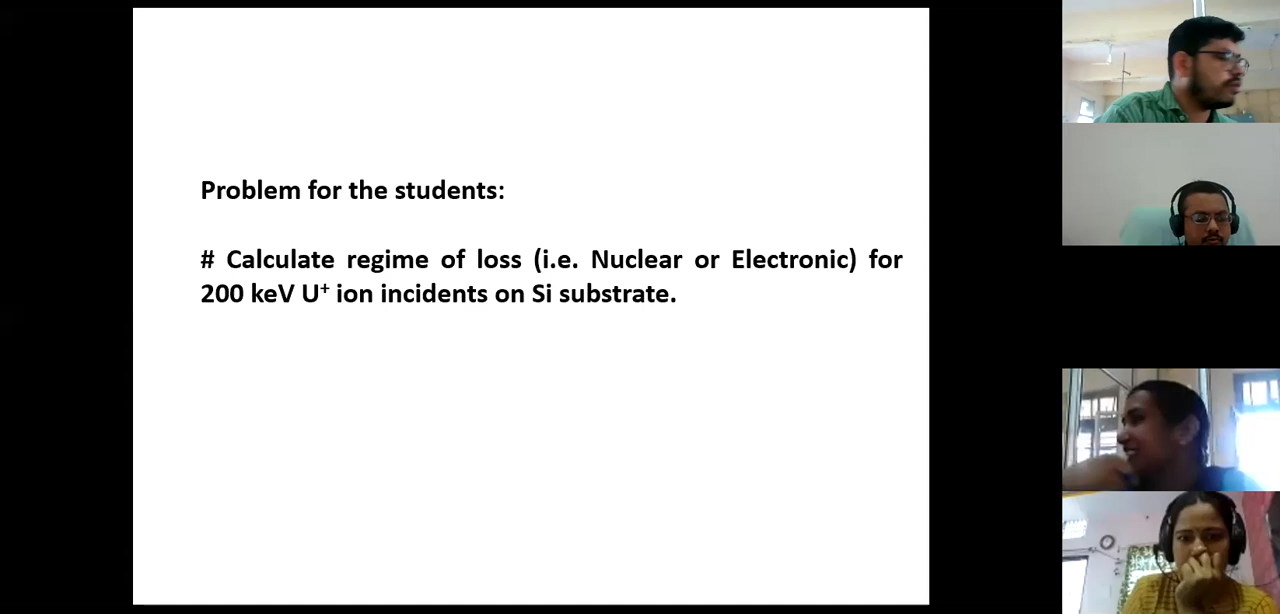 Problem for the students:
# Calculate regime of loss (i.e. Nuclear or Electronic) for
200 keV U⁺ ion incidents on Si substrate.